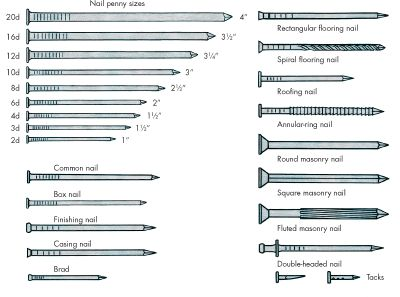 Nail penny sizes
20d 4"
16d 3½"
12d 3¼"
10d 3"
8d 2½"
6d 2"
4d 1½"
3d 1½"
2d 1"
Common nail
Box nail
Finishing nail
Casing nail
Brad
Rectangular flooring nail
Spiral flooring nail
Roofing nail
Annular-ring nail
Round masonry nail
Square masonry nail
Fluted masonry nail
Double-headed nail
Tacks